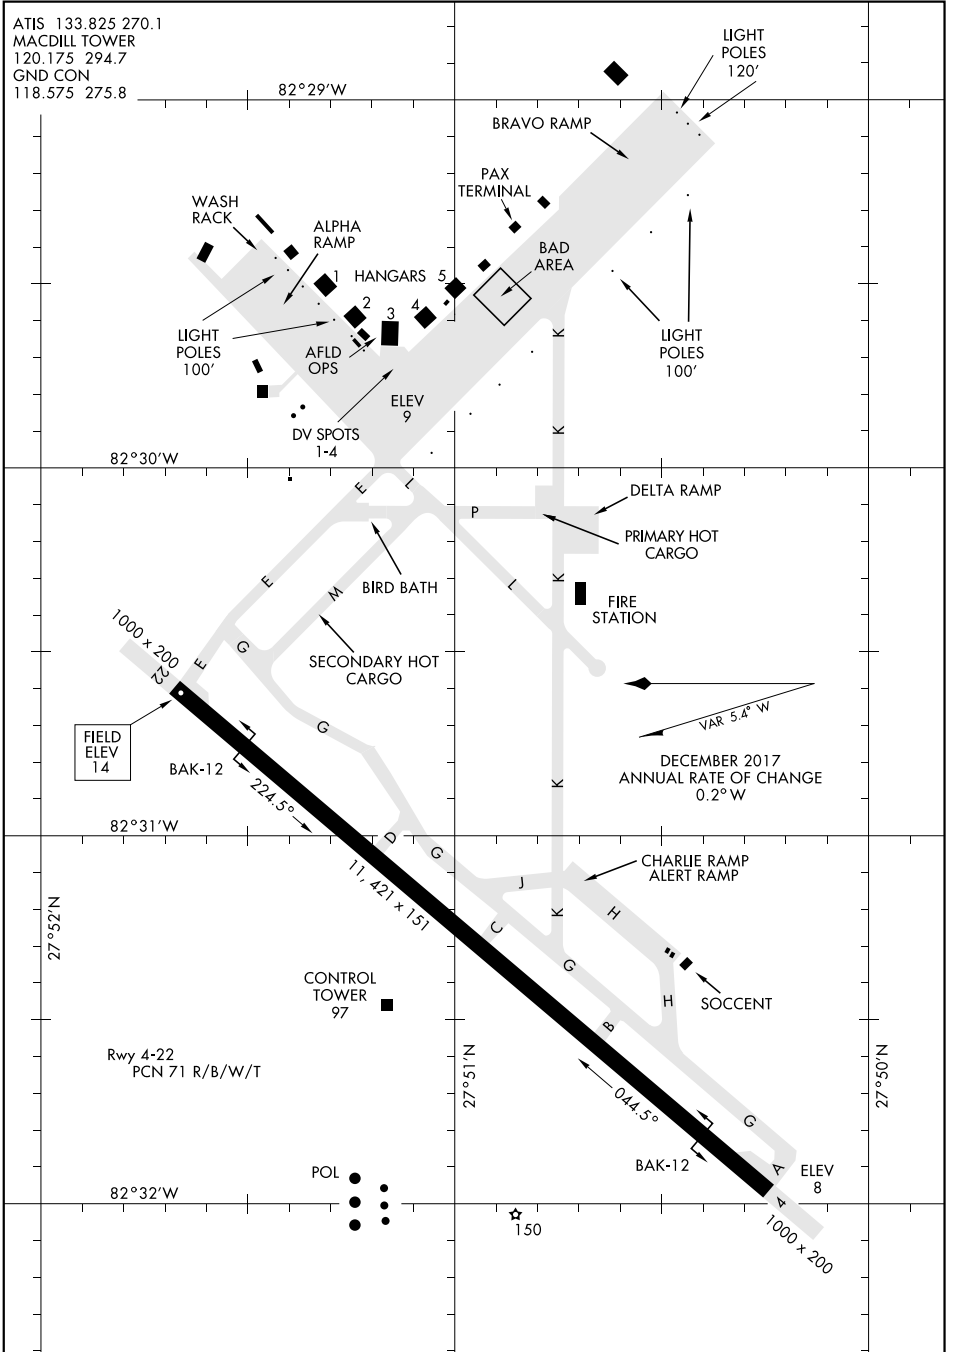 ATIS 133.825 270.1
MACDILL TOWER
120.175 294.7
GND CON
118.575 275.8
82°29'W
LIGHT
POLES
120'
BRAVO RAMP
PAX
TERMINAL
WASH
RACK
ALPHA
RAMP
BAD
AREA
1
HANGARS
5
2
3
4
LIGHT
POLES
100'
AFLD
OPS
K
LIGHT
POLES
100'
ELEV
9
DV SPOTS
1-4
K
82°30'W
E
L
P
DELTA RAMP
PRIMARY HOT
CARGO
BIRD BATH
E
M
L
K
FIRE
STATION
1000 x 200
22
E
G
SECONDARY HOT
CARGO
VAR 5.4° W
G
FIELD
ELEV
14
BAK-12
224.5°
DECEMBER 2017
ANNUAL RATE OF CHANGE
0.2° W
K
82°31'W
D
G
11, 421 x 151
CHARLIE RAMP
ALERT RAMP
J
H
K
C
27°52'N
G
CONTROL
TOWER
97
H
SOCCENT
B
Rwy 4-22
PCN 71 R/B/W/T
27°51'N
27°50'N
044.5°
G
BAK-12
A
ELEV
8
POL
82°32'W
4
1000 x 200
150